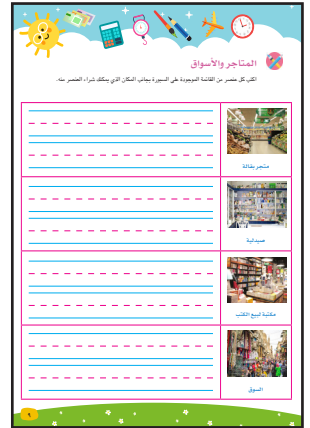 المتاجر والأسواق
اكتب كل عنصر من القائمة الموجودة على السبورة بجانب المكان الذي يمكنك شراء العنصر منه.
متجر بقالة
صيدلية
مكتبة لبيع الكتب
السوق
٩